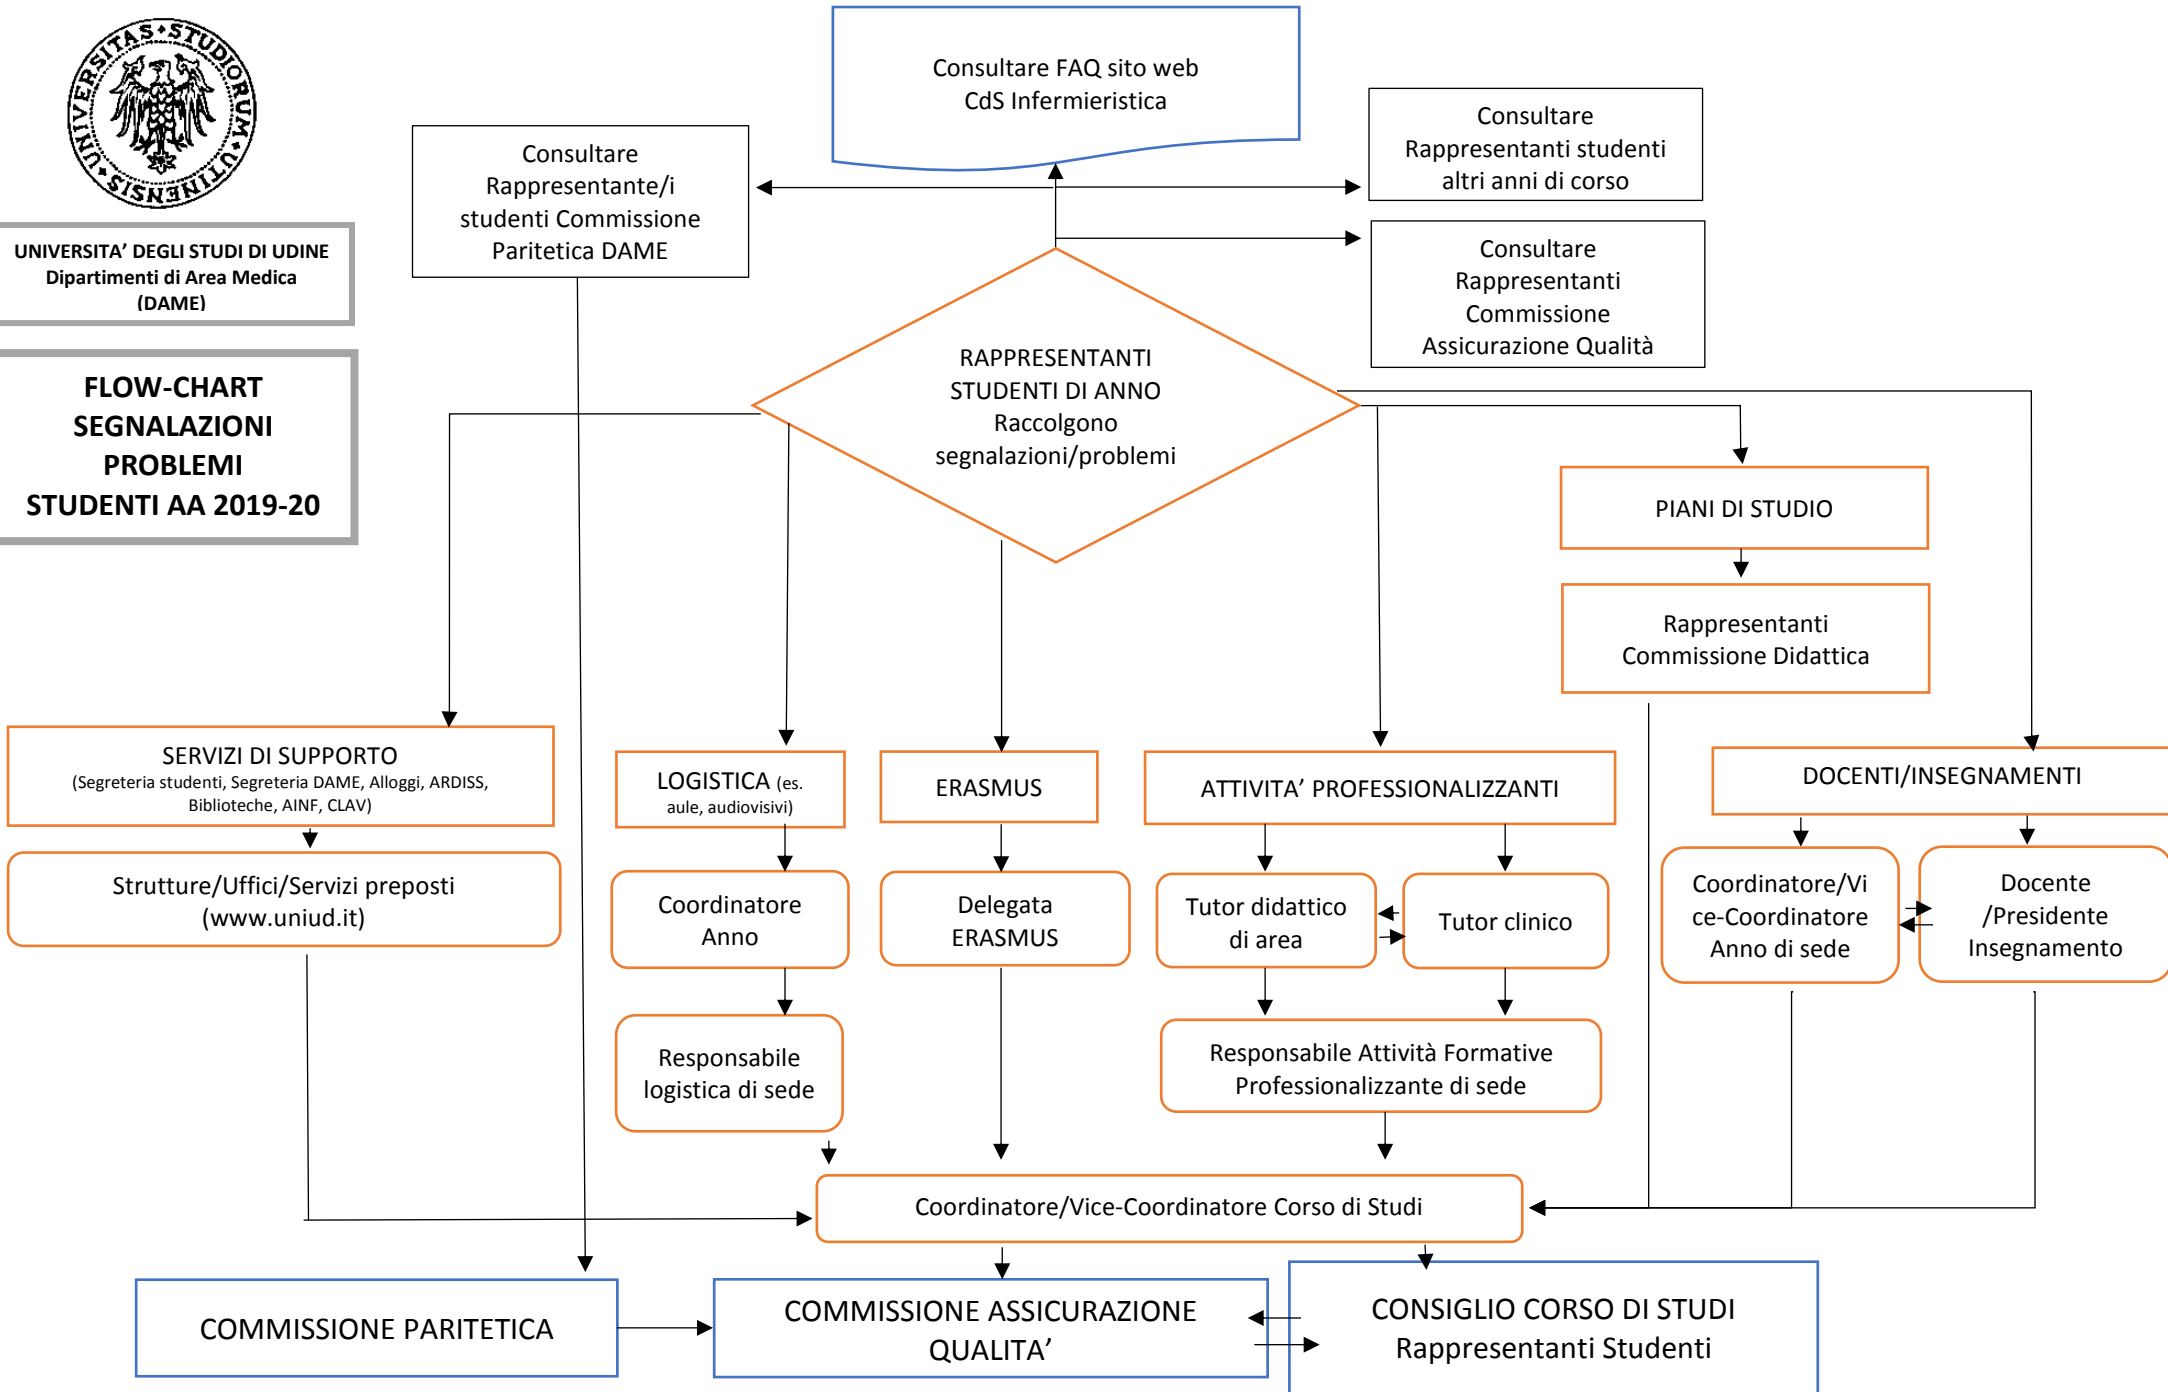 UNIVERSITAS•STUDIORUM•UTINENSIS•
UNIVERSITA’ DEGLI STUDI DI UDINE
Dipartimenti di Area Medica
(DAME)
FLOW-CHART
SEGNALAZIONI
PROBLEMI
STUDENTI AA 2019-20
Consultare FAQ sito web
CdS Infermieristica
Consultare
Rappresentante/i
studenti Commissione
Paritetica DAME
Consultare
Rappresentanti studenti
altri anni di corso
Consultare
Rappresentanti
Commissione
Assicurazione Qualità
RAPPRESENTANTI
STUDENTI DI ANNO
Raccolgono
segnalazioni/problemi
PIANI DI STUDIO
Rappresentanti
Commissione Didattica
SERVIZI DI SUPPORTO
(Segreteria studenti, Segreteria DAME, Alloggi, ARDISS,
Biblioteche, AINF, CLAV)
LOGISTICA (es.
aule, audiovisivi)
ERASMUS
ATTIVITA’ PROFESSIONALIZZANTI
DOCENTI/INSEGNAMENTI
Strutture/Uffici/Servizi preposti
(www.uniud.it)
Coordinatore
Anno
Delegata
ERASMUS
Tutor didattico
di area
Tutor clinico
Coordinatore/Vi
ce-Coordinatore
Anno di sede
Docente
/Presidente
Insegnamento
Responsabile
logistica di sede
Responsabile Attività Formative
Professionalizzante di sede
Coordinatore/Vice-Coordinatore Corso di Studi
COMMISSIONE PARITETICA
COMMISSIONE ASSICURAZIONE
QUALITA’
CONSIGLIO CORSO DI STUDI
Rappresentanti Studenti